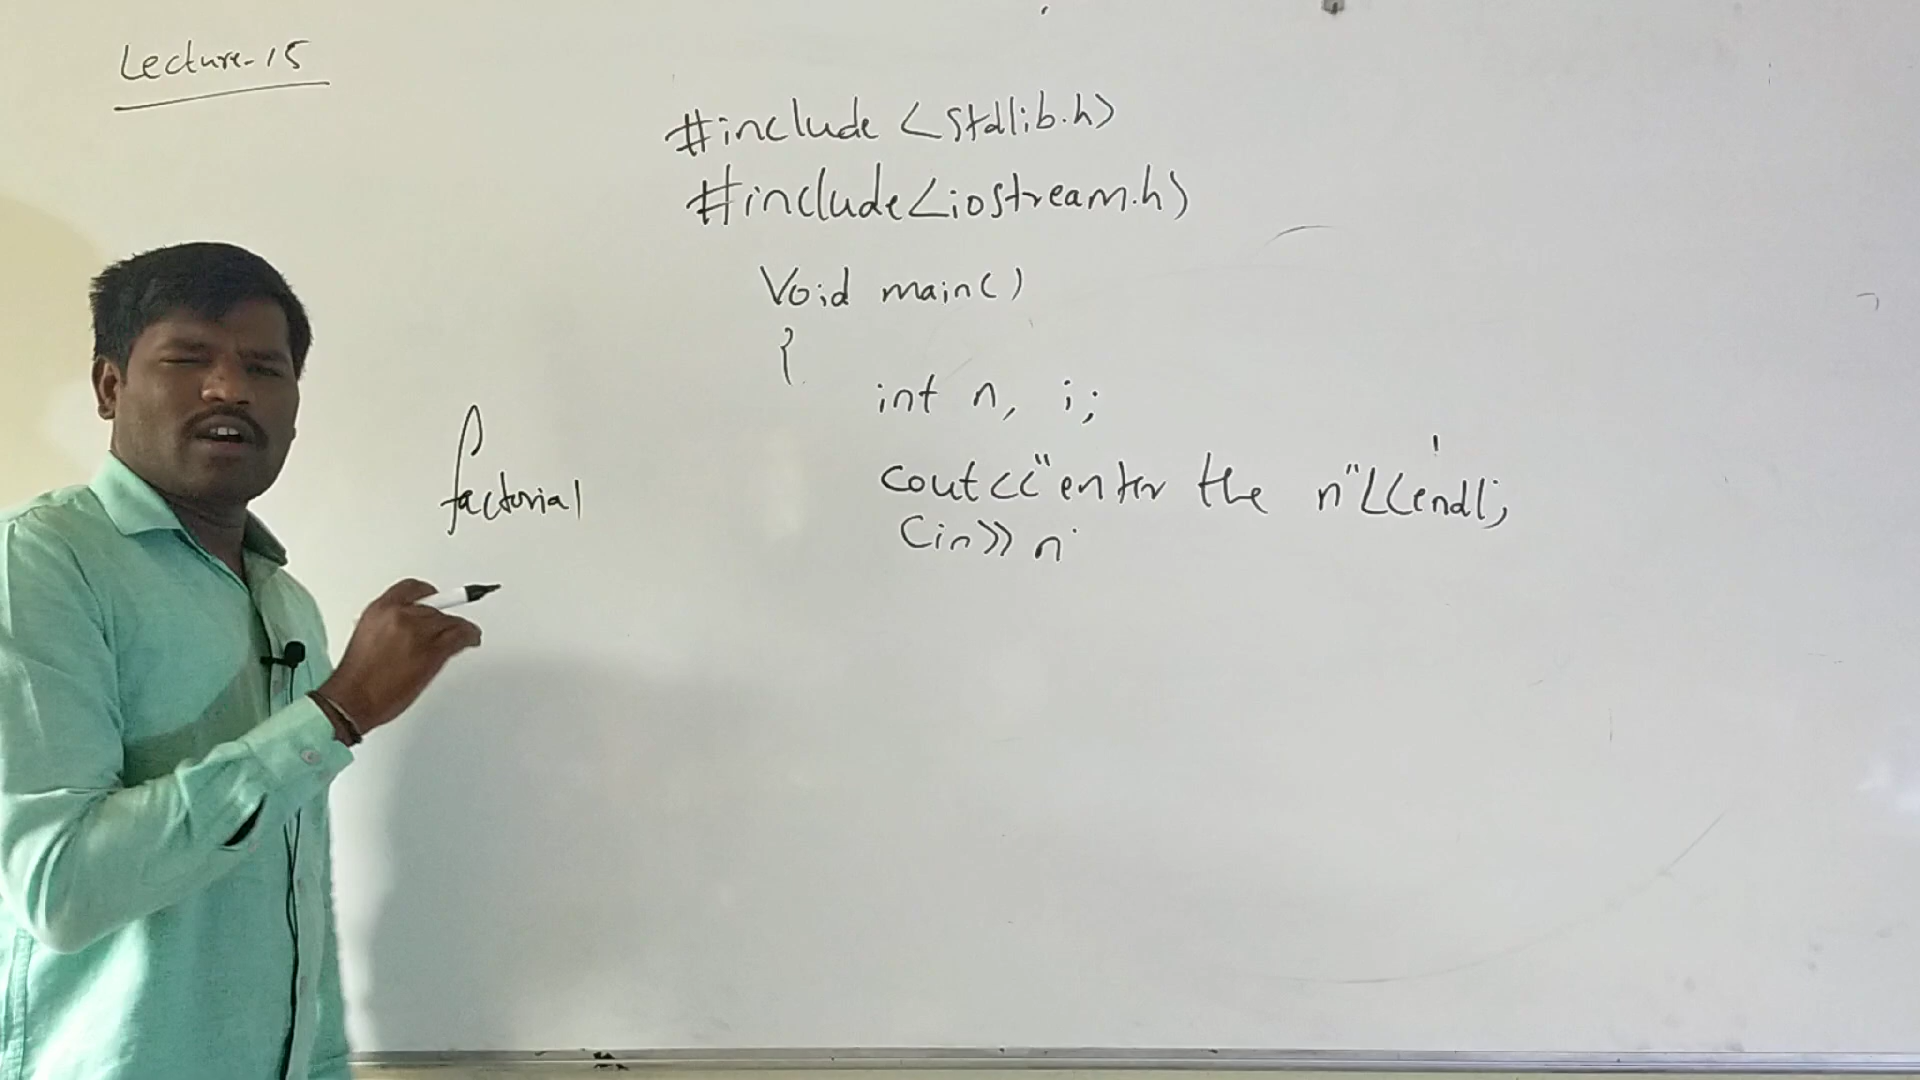 Lecture-15
#include <stdlib.h>
#include<iostream.h>
Void main()
{
int n, i;
cout<<"enter the n"<<endl;
Cin>>n
factorial